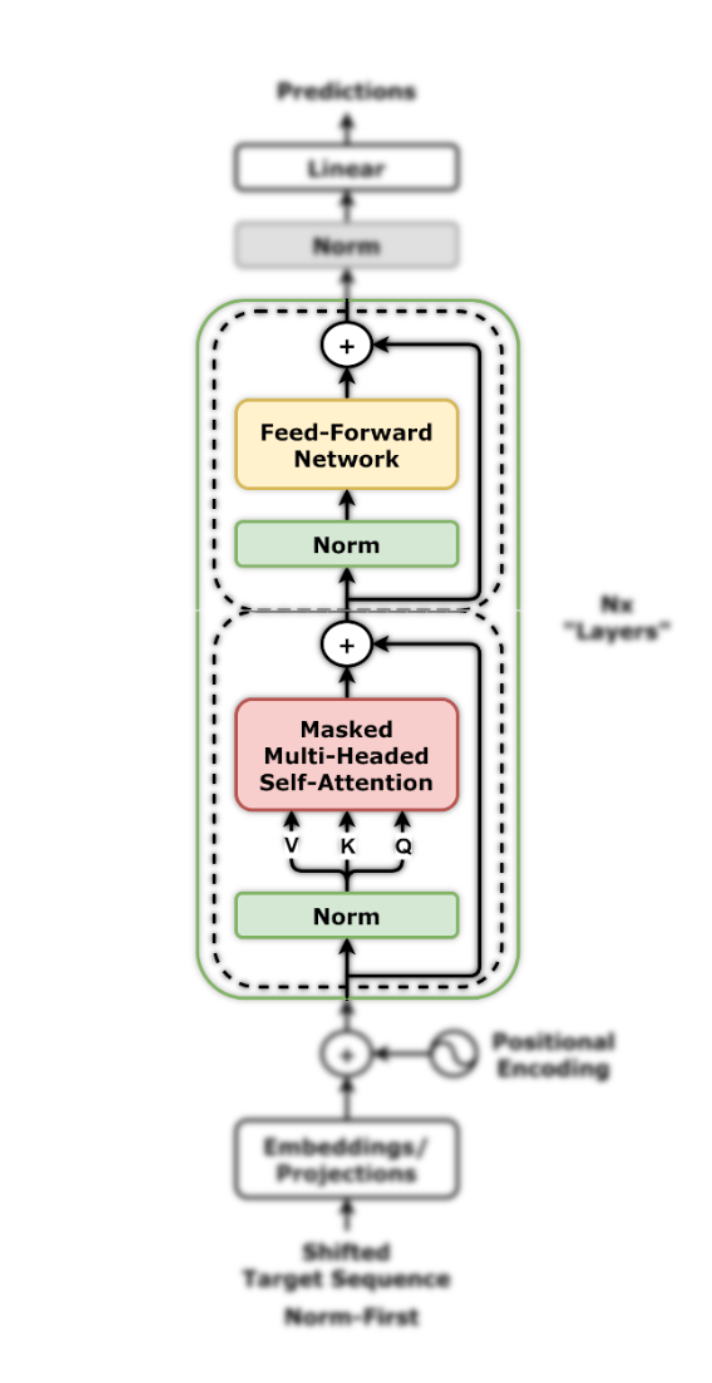 Predictions
Linear
Norm
+
Feed-Forward
Network
Norm
Nx
"Layers"
+
Masked
Multi-Headed
Self-Attention
V K Q
Norm
+
Positional
Encoding
Embeddings/
Projections
Shifted
Target Sequence
Norm-First